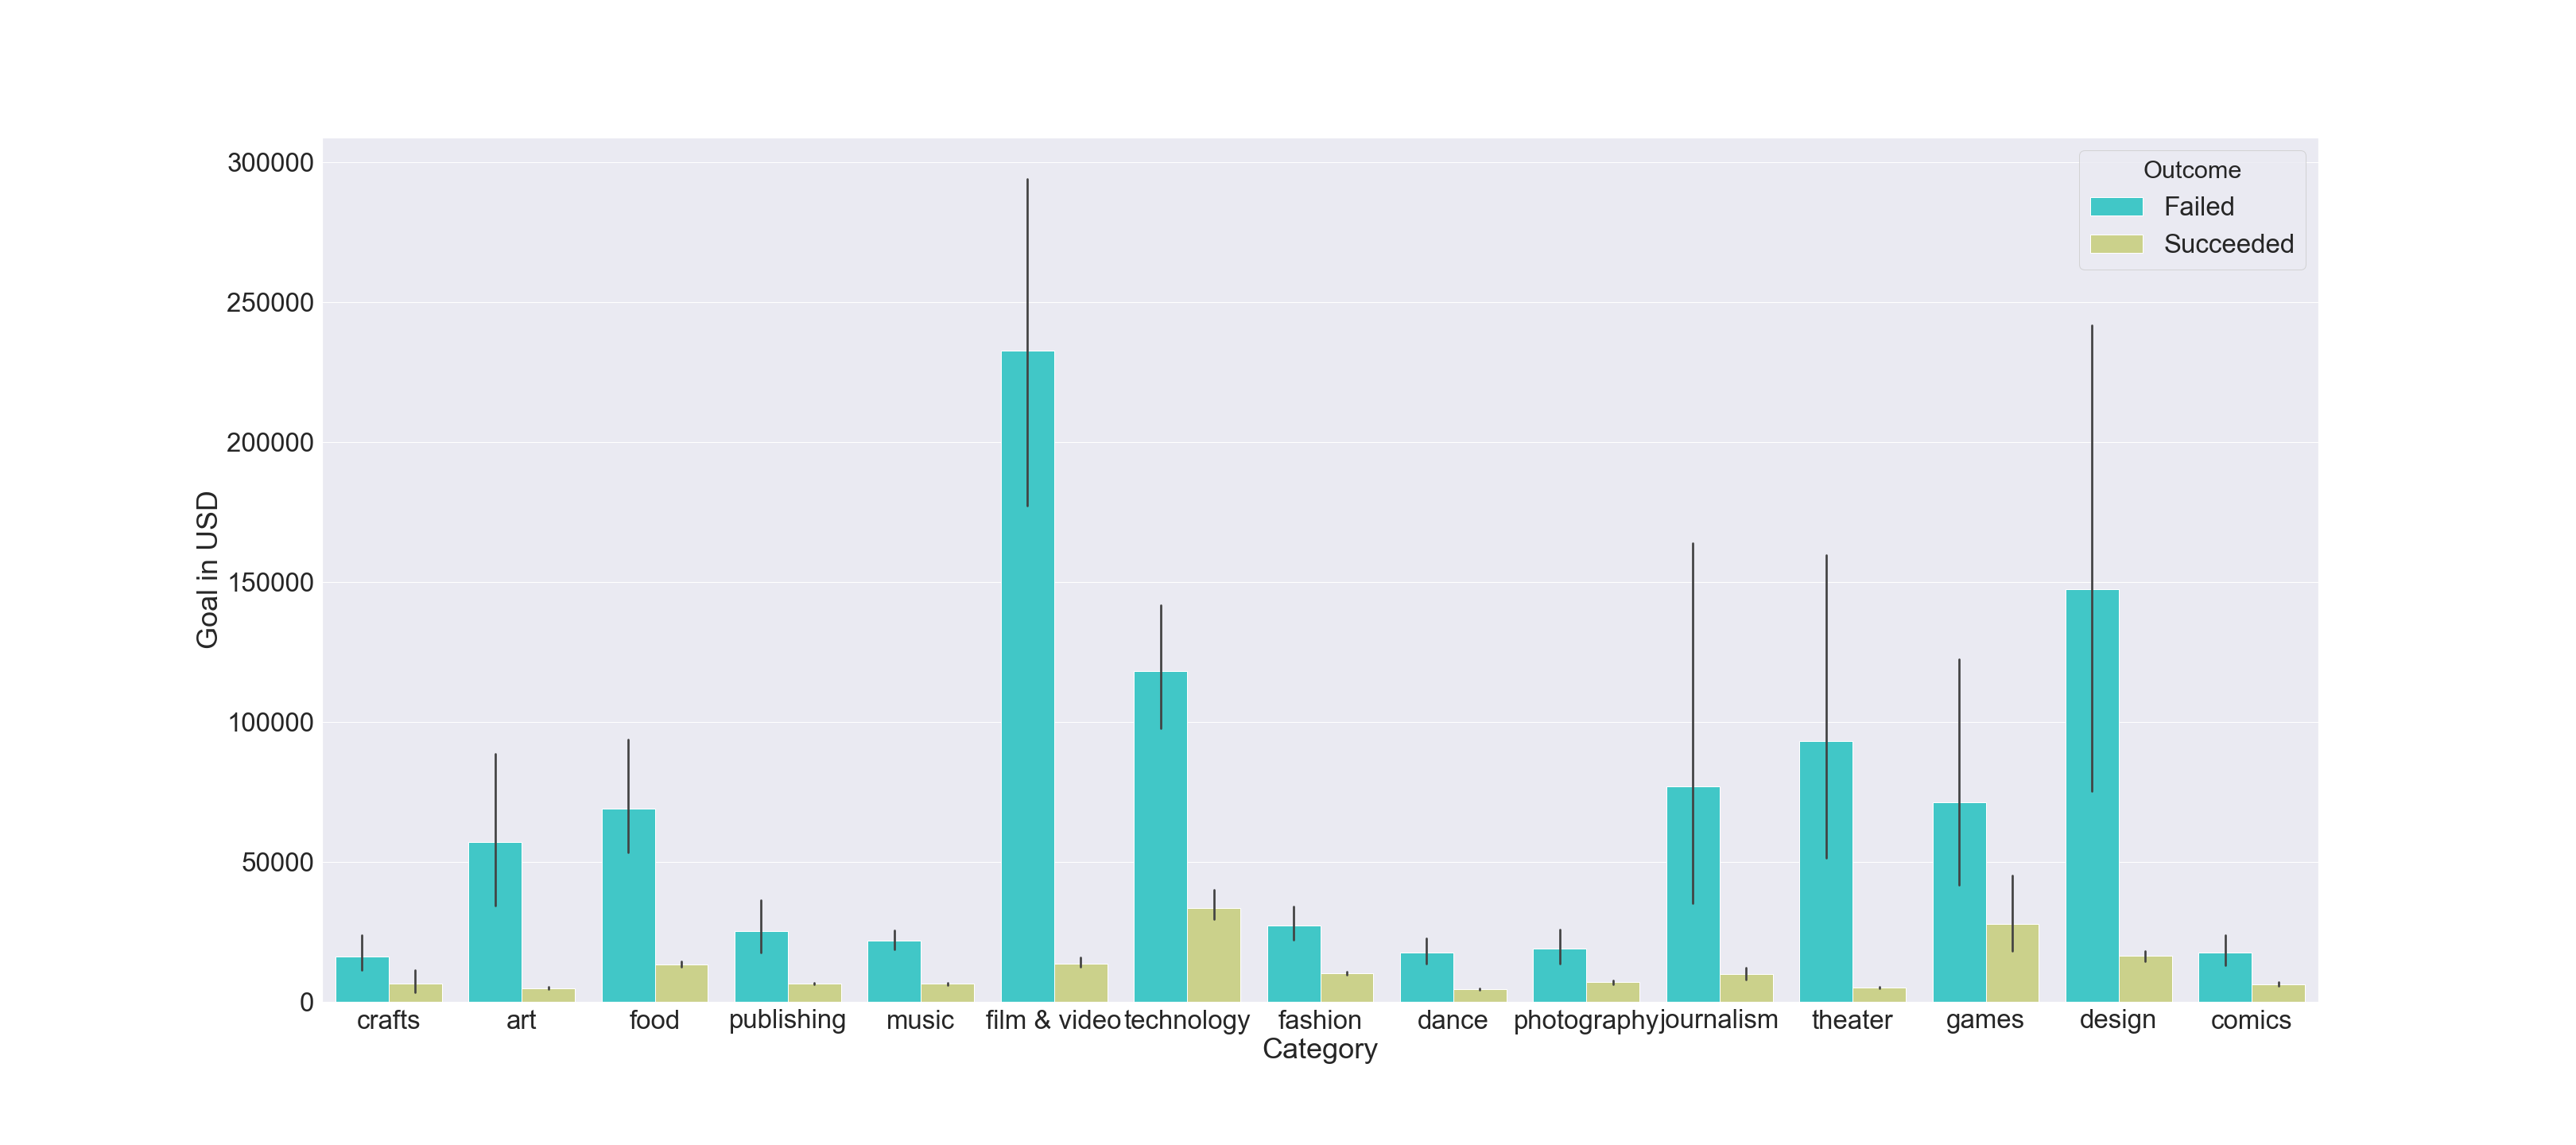 Outcome
Failed
Succeeded
300000
250000
200000
150000
100000
50000
0
Goal in USD
crafts art food publishing music film & video technology fashion dance photography journalism theater games design comics
Category